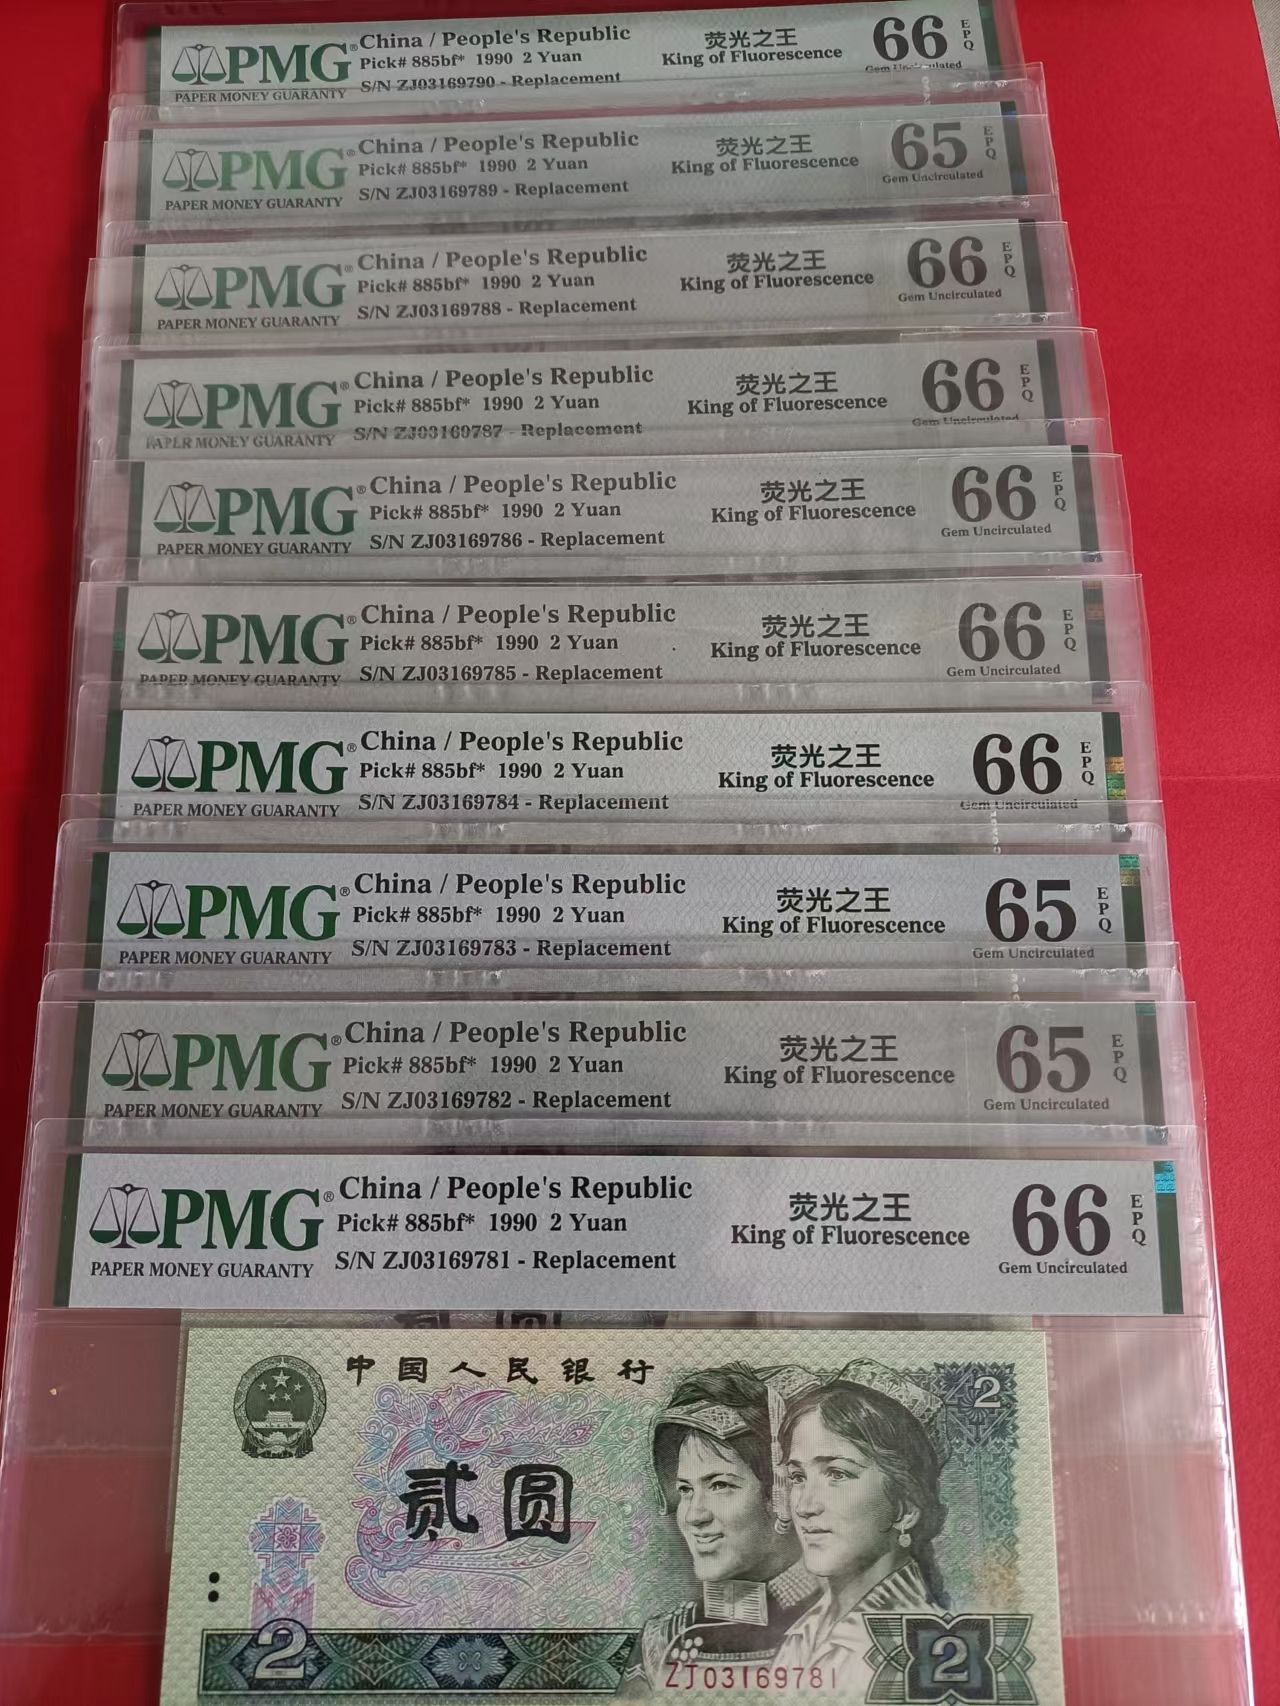 PMG® China / People's Republic 荧光之王 66 EPQ
Pick# 885bf* 1990 2 Yuan King of Fluorescence Gem Uncirculated
PAPER MONEY GUARANTY S/N ZJ03169790 - Replacement
PMG® China / People's Republic 荧光之王 65 EPQ
Pick# 885bf* 1990 2 Yuan King of Fluorescence Gem Uncirculated
PAPER MONEY GUARANTY S/N ZJ03169789 - Replacement
PMG® China / People's Republic 荧光之王 66 EPQ
Pick# 885bf* 1990 2 Yuan King of Fluorescence Gem Uncirculated
PAPER MONEY GUARANTY S/N ZJ03169788 - Replacement
PMG® China / People's Republic 荧光之王 66 EPQ
Pick# 885bf* 1990 2 Yuan King of Fluorescence Gem Uncirculated
PAPER MONEY GUARANTY S/N ZJ03169787 - Replacement
PMG® China / People's Republic 荧光之王 66 EPQ
Pick# 885bf* 1990 2 Yuan King of Fluorescence Gem Uncirculated
PAPER MONEY GUARANTY S/N ZJ03169786 - Replacement
PMG® China / People's Republic 荧光之王 66 EPQ
Pick# 885bf* 1990 2 Yuan King of Fluorescence Gem Uncirculated
PAPER MONEY GUARANTY S/N ZJ03169785 - Replacement
PMG® China / People's Republic 荧光之王 66 EPQ
Pick# 885bf* 1990 2 Yuan King of Fluorescence Gem Uncirculated
PAPER MONEY GUARANTY S/N ZJ03169784 - Replacement
PMG® China / People's Republic 荧光之王 65 EPQ
Pick# 885bf* 1990 2 Yuan King of Fluorescence Gem Uncirculated
PAPER MONEY GUARANTY S/N ZJ03169783 - Replacement
PMG® China / People's Republic 荧光之王 65 EPQ
Pick# 885bf* 1990 2 Yuan King of Fluorescence Gem Uncirculated
PAPER MONEY GUARANTY S/N ZJ03169782 - Replacement
PMG® China / People's Republic 荧光之王 66 EPQ
Pick# 885bf* 1990 2 Yuan King of Fluorescence Gem Uncirculated
PAPER MONEY GUARANTY S/N ZJ03169781 - Replacement
中国人民银行 2
贰圆
2 ZJ03169781 2